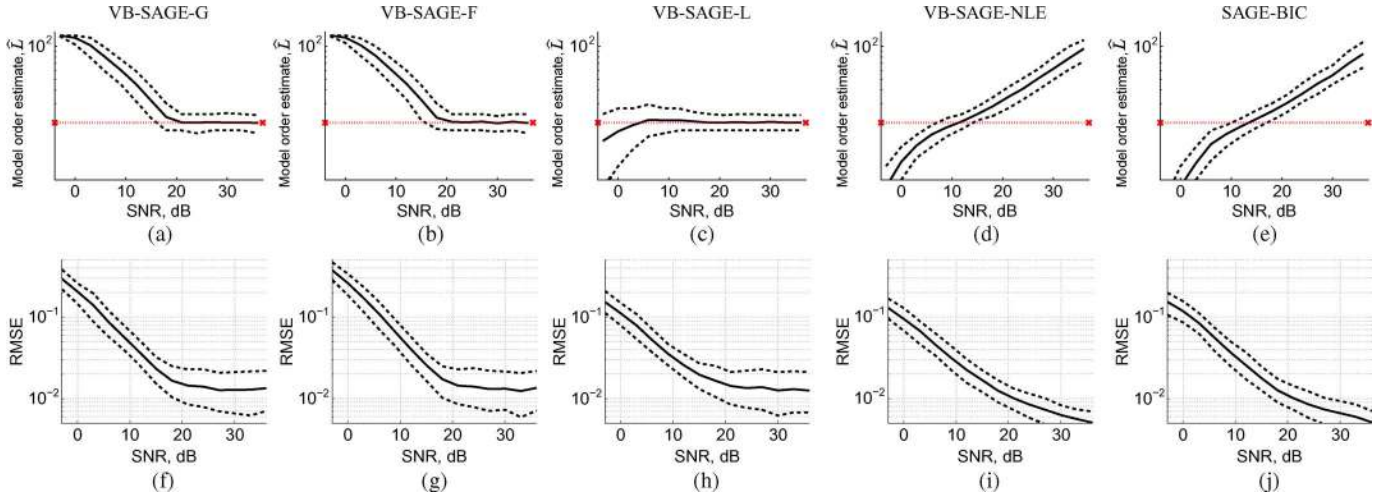 VB-SAGE-G VB-SAGE-F VB-SAGE-L VB-SAGE-NLE SAGE-BIC
Model order estimate, L̂ Model order estimate, L̂ Model order estimate, L̂ Model order estimate, L̂ Model order estimate, L̂
10² 10² 10² 10² 10²
0 10 20 30 0 10 20 30 0 10 20 30 0 10 20 30 0 10 20 30
SNR, dB SNR, dB SNR, dB SNR, dB SNR, dB
(a) (b) (c) (d) (e)
RMSE RMSE RMSE RMSE RMSE
10⁻¹ 10⁻¹ 10⁻¹ 10⁻¹ 10⁻¹
10⁻² 10⁻² 10⁻² 10⁻² 10⁻²
0 10 20 30 0 10 20 30 0 10 20 30 0 10 20 30 0 10 20 30
SNR, dB SNR, dB SNR, dB SNR, dB SNR, dB
(f) (g) (h) (i) (j)